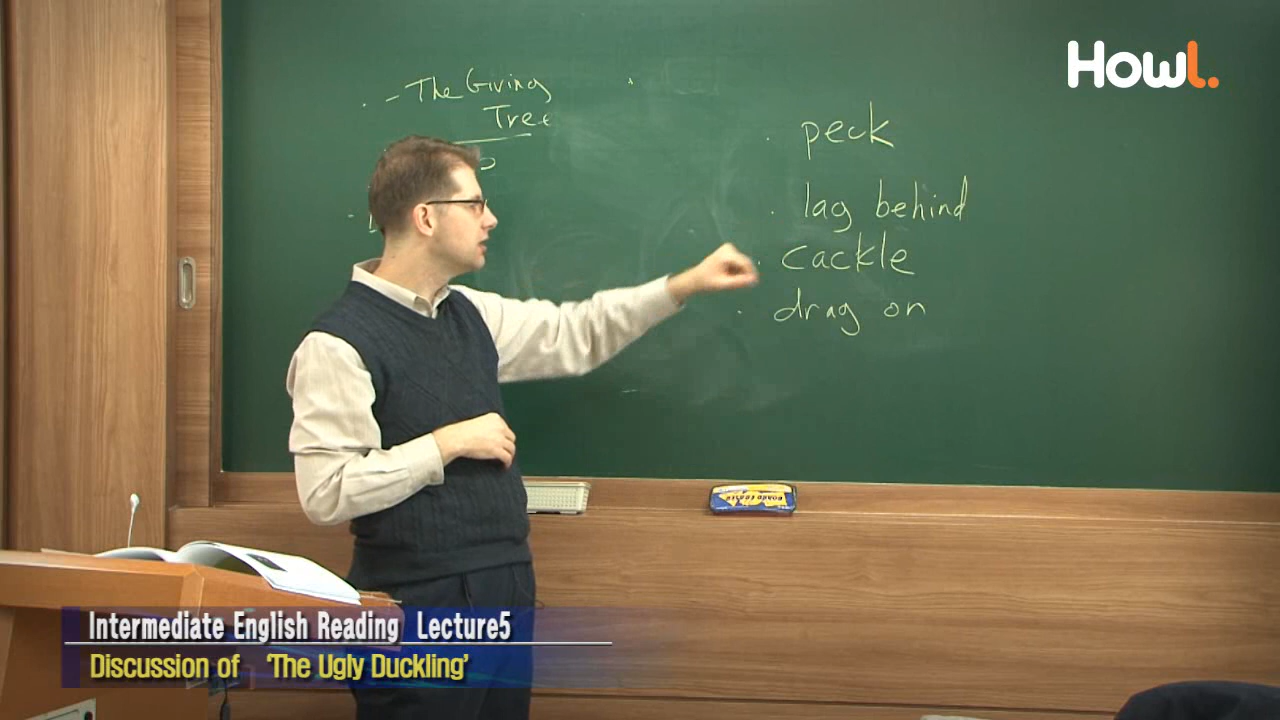 Howl.
- The Giving
Tree
· peck
· lag behind
· cackle
· drag on
Intermediate English Reading Lecture5
Discussion of 'The Ugly Duckling'